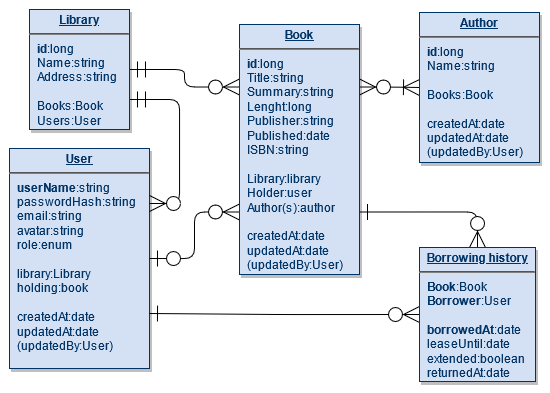 Library
id:long
Name:string
Address:string
Books:Book
Users:User
Book
id:long
Title:string
Summary:string
Lenght:long
Publisher:string
Published:date
ISBN:string
Library:library
Holder:user
Author(s):author
createdAt:date
updatedAt:date
(updatedBy:User)
Author
id:long
Name:string
Books:Book
createdAt:date
updatedAt:date
(updatedBy:User)
User
userName:string
passwordHash:string
email:string
avatar:string
role:enum
library:Library
holding:book
createdAt:date
updatedAt:date
(updatedBy:User)
Borrowing history
Book:Book
Borrower:User
borrowedAt:date
leaseUntil:date
extended:boolean
returnedAt:date